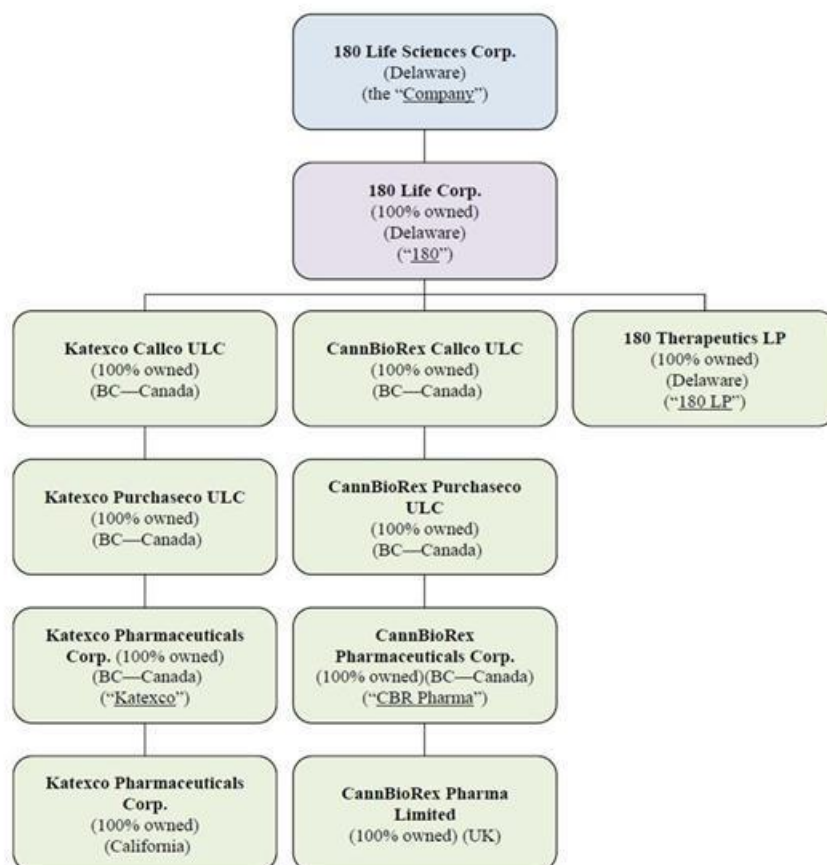 180 Life Sciences Corp.
(Delaware)
(the “Company”)
180 Life Corp.
(100% owned)
(Delaware)
(“180”)
Katexco Callco ULC
(100% owned)
(BC—Canada)
CannBioRex Callco ULC
(100% owned)
(BC—Canada)
180 Therapeutics LP
(100% owned)
(Delaware)
(“180 LP”)
Katexco Purchaseco ULC
(100% owned)
(BC—Canada)
CannBioRex Purchaseco
ULC
(100% owned)
(BC—Canada)
Katexco Pharmaceuticals
Corp. (100% owned)
(BC—Canada)
(“Katexco”)
CannBioRex
Pharmaceuticals Corp.
(100% owned)(BC—Canada)
(“CBR Pharma”)
Katexco Pharmaceuticals
Corp.
(100% owned)
(California)
CannBioRex Pharma
Limited
(100% owned) (UK)